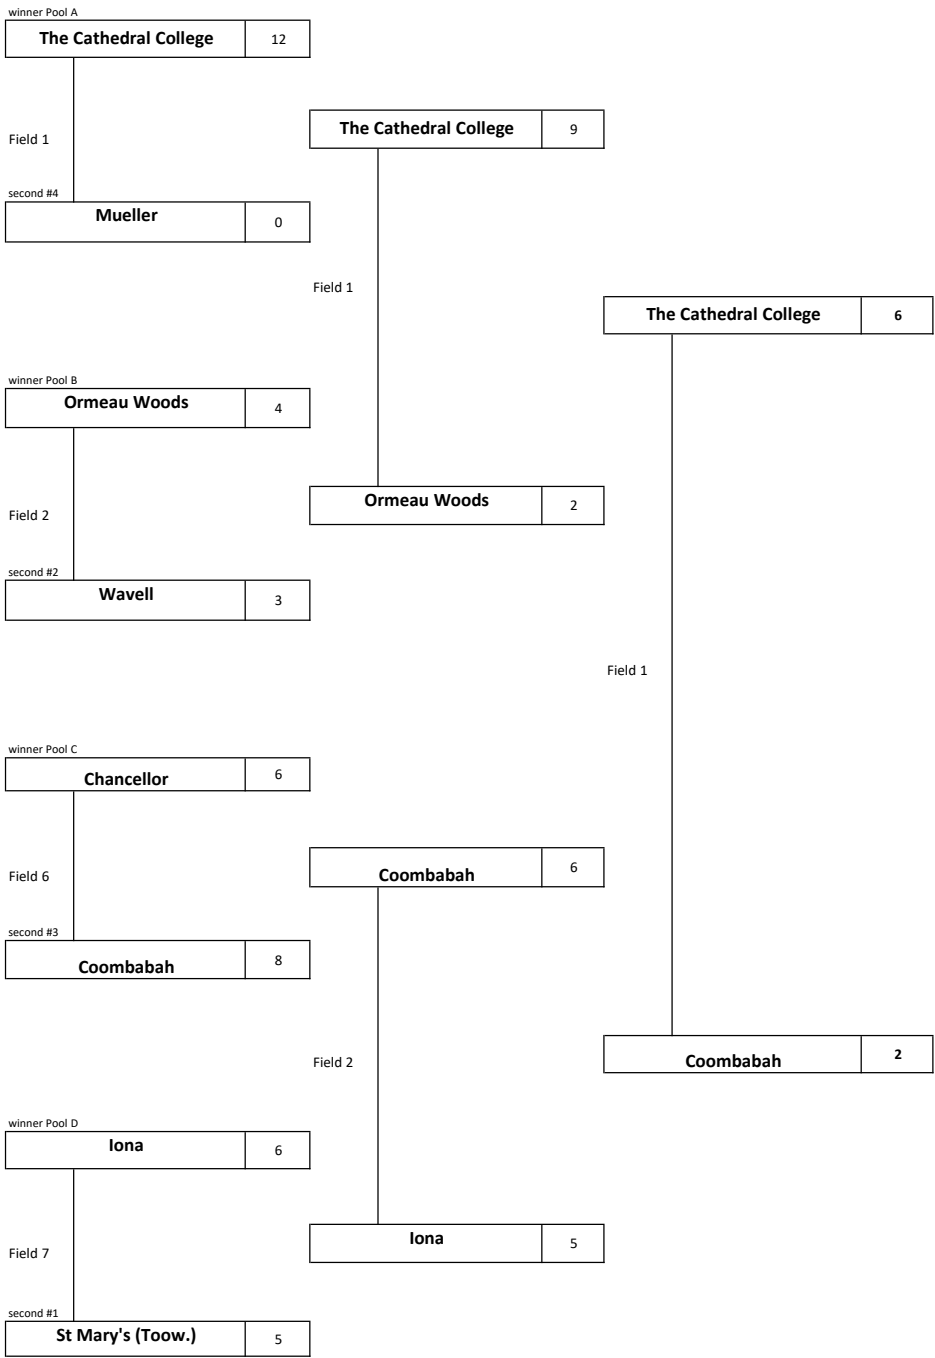 winner Pool A
The Cathedral College 12
Field 1
second #4
Mueller 0
The Cathedral College 9
Field 1
Ormeau Woods 2
winner Pool B
Ormeau Woods 4
Field 2
second #2
Wavell 3
The Cathedral College 6
Field 1
Coombabah 2
winner Pool C
Chancellor 6
Field 6
second #3
Coombabah 8
Coombabah 6
Field 2
Iona 5
winner Pool D
Iona 6
Field 7
second #1
St Mary's (Toow.) 5